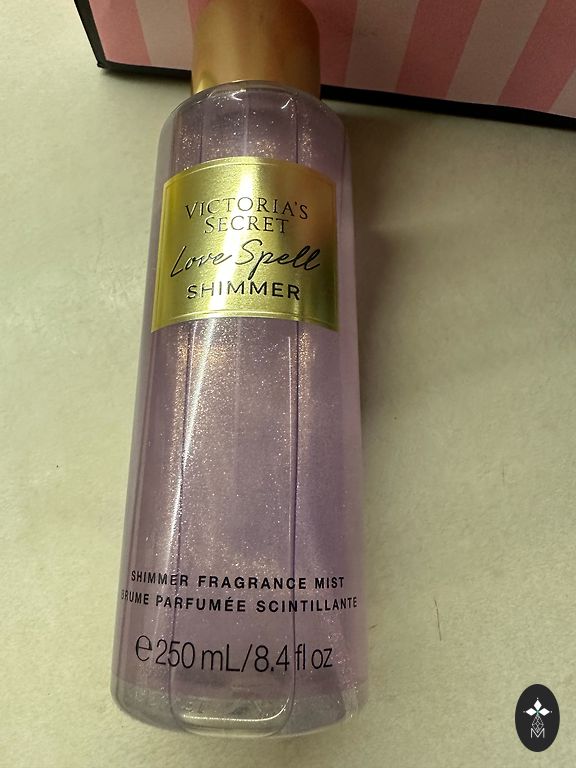 VICTORIA'S
SECRET
Love Spell
SHIMMER
SHIMMER FRAGRANCE MIST
BRUME PARFUMÉE SCINTILLANTE
℮250 mL/8.4 fl oz
M